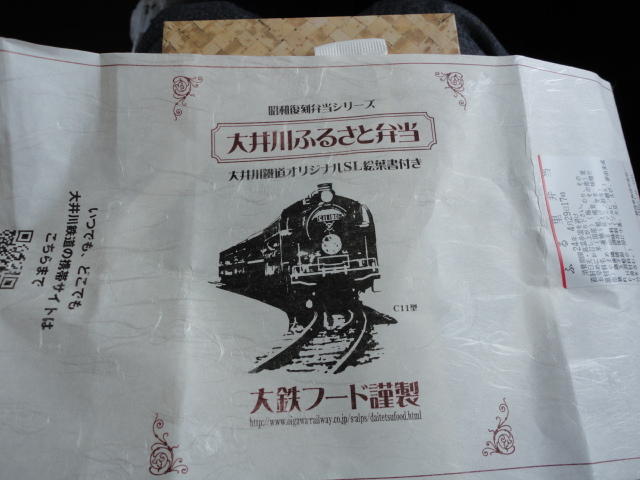 昭和復刻弁当シリーズ
大井川ふるさと弁当
大井川鐵道オリジナルSL絵葉書付き
C11型
大鉄フード謹製
http://www.oigawa-railway.co.jp/s-alps/daitetsufood.html
いつでも、どこでも
大井川鉄道の携帯サイトは
こちらまで